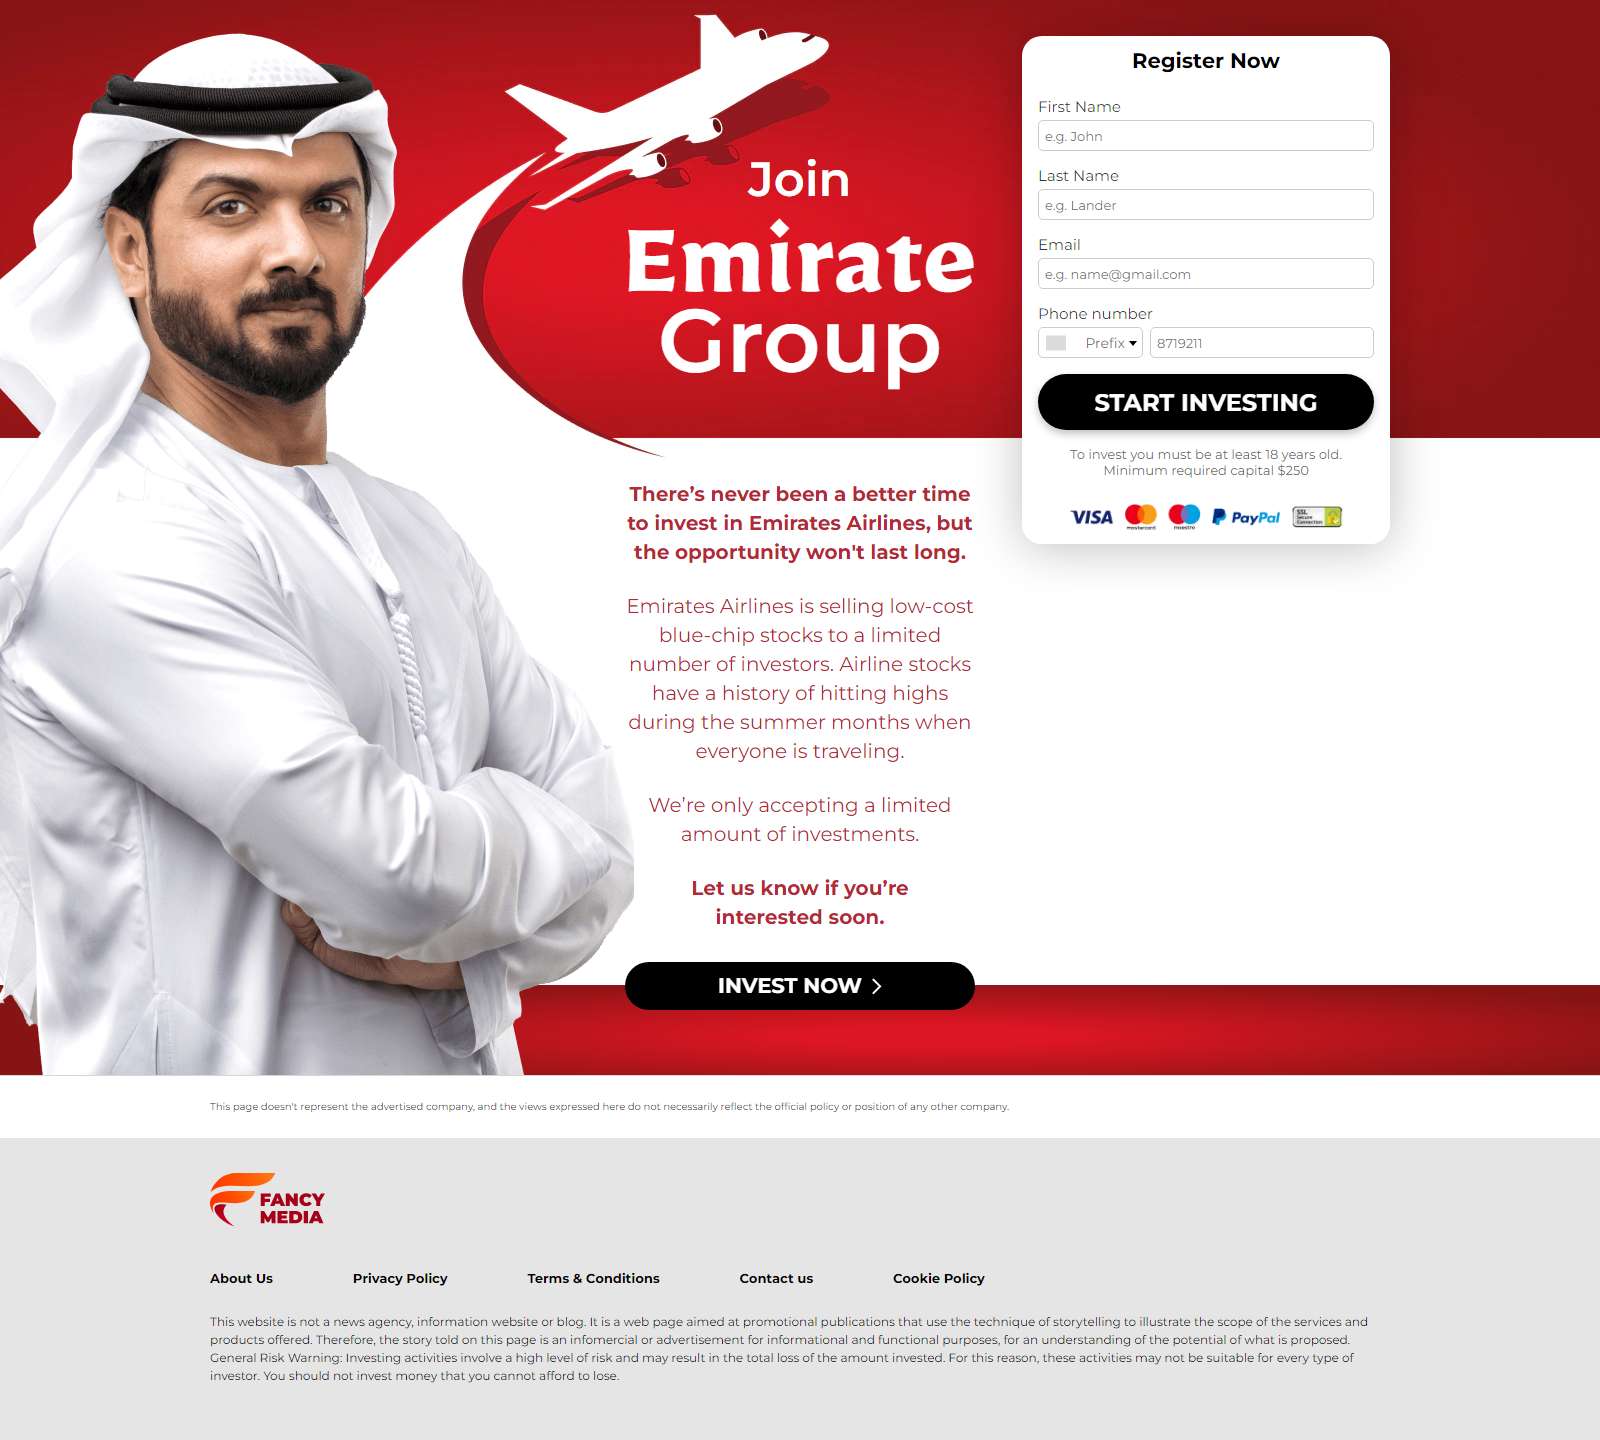 Join
Emirate
Group
Register Now
First Name
e.g. John
Last Name
e.g. Lander
Email
e.g. name@gmail.com
Phone number
Prefix 8719211
START INVESTING
To invest you must be at least 18 years old.
Minimum required capital $250
VISA mastercard maestro PayPal SSL
Secure
Connection
There’s never been a better time
to invest in Emirates Airlines, but
the opportunity won't last long.
Emirates Airlines is selling low-cost
blue-chip stocks to a limited
number of investors. Airline stocks
have a history of hitting highs
during the summer months when
everyone is traveling.
We’re only accepting a limited
amount of investments.
Let us know if you’re
interested soon.
INVEST NOW
This page doesn't represent the advertised company, and the views expressed here do not necessarily reflect the official policy or position of any other company.
FANCY
MEDIA
About Us Privacy Policy Terms & Conditions Contact us Cookie Policy
This website is not a news agency, information website or blog. It is a web page aimed at promotional publications that use the technique of storytelling to illustrate the scope of the services and
products offered. Therefore, the story told on this page is an infomercial or advertisement for informational and functional purposes, for an understanding of the potential of what is proposed.
General Risk Warning: Investing activities involve a high level of risk and may result in the total loss of the amount invested. For this reason, these activities may not be suitable for every type of
investor. You should not invest money that you cannot afford to lose.